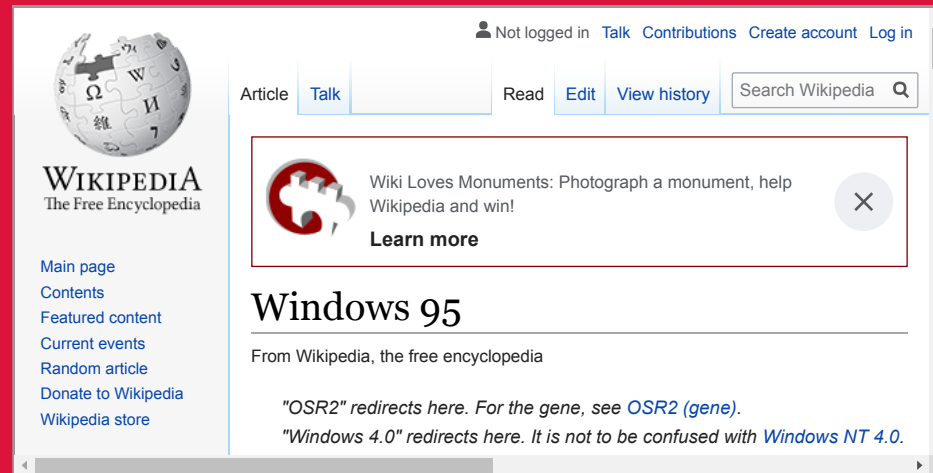 Not logged in Talk Contributions Create account Log in
Article Talk Read Edit View history Search Wikipedia
Ω W И 維 7
WIKIPEDIA
The Free Encyclopedia
Wiki Loves Monuments: Photograph a monument, help
Wikipedia and win!
Learn more
Main page
Contents
Featured content
Current events
Random article
Donate to Wikipedia
Wikipedia store
Windows 95
From Wikipedia, the free encyclopedia
"OSR2" redirects here. For the gene, see OSR2 (gene).
"Windows 4.0" redirects here. It is not to be confused with Windows NT 4.0.